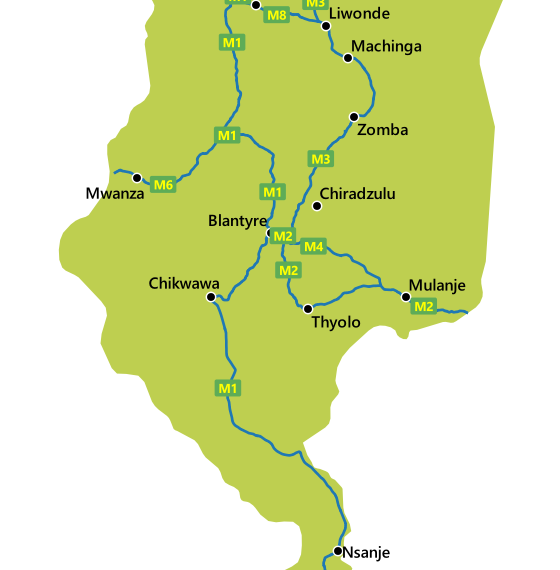 M3
M8
Liwonde
M1
Machinga
Zomba
M1
M3
M6
Mwanza
M1
Chiradzulu
Blantyre
M2
M4
M2
Chikwawa
Mulanje
M2
Thyolo
M1
Nsanje